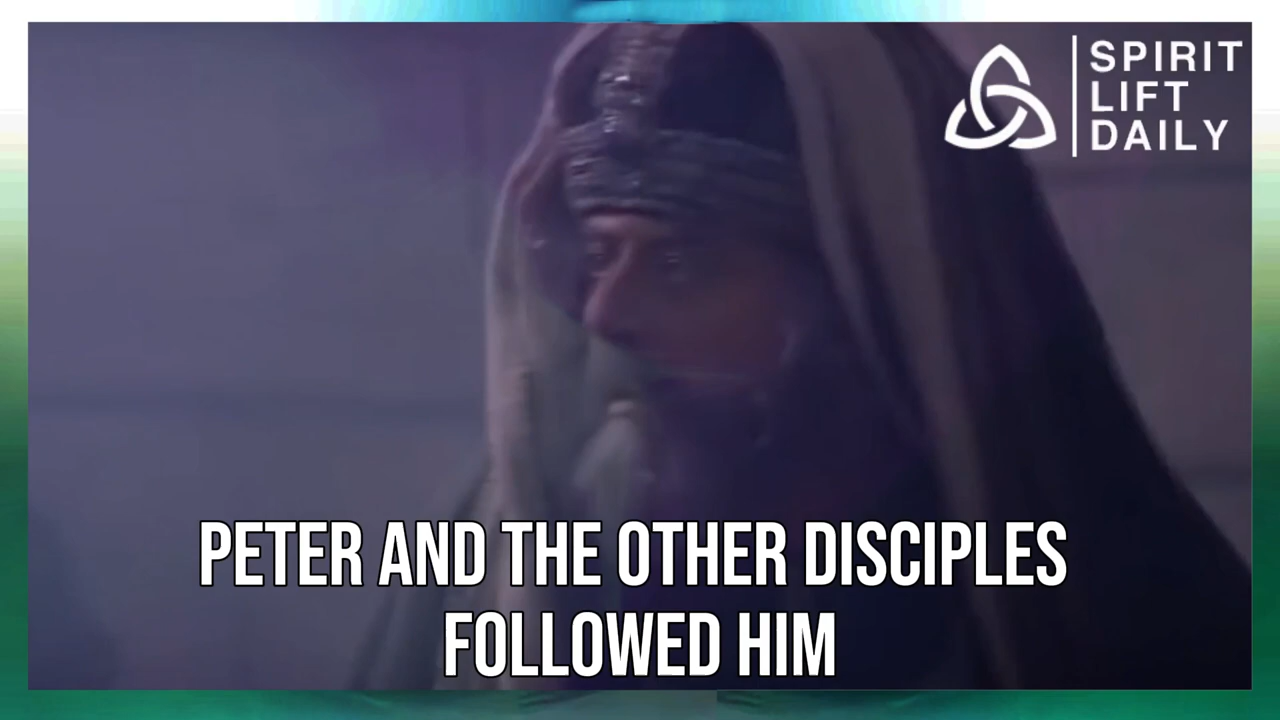 SPIRIT
LIFT
DAILY
PETER AND THE OTHER DISCIPLES
FOLLOWED HIM